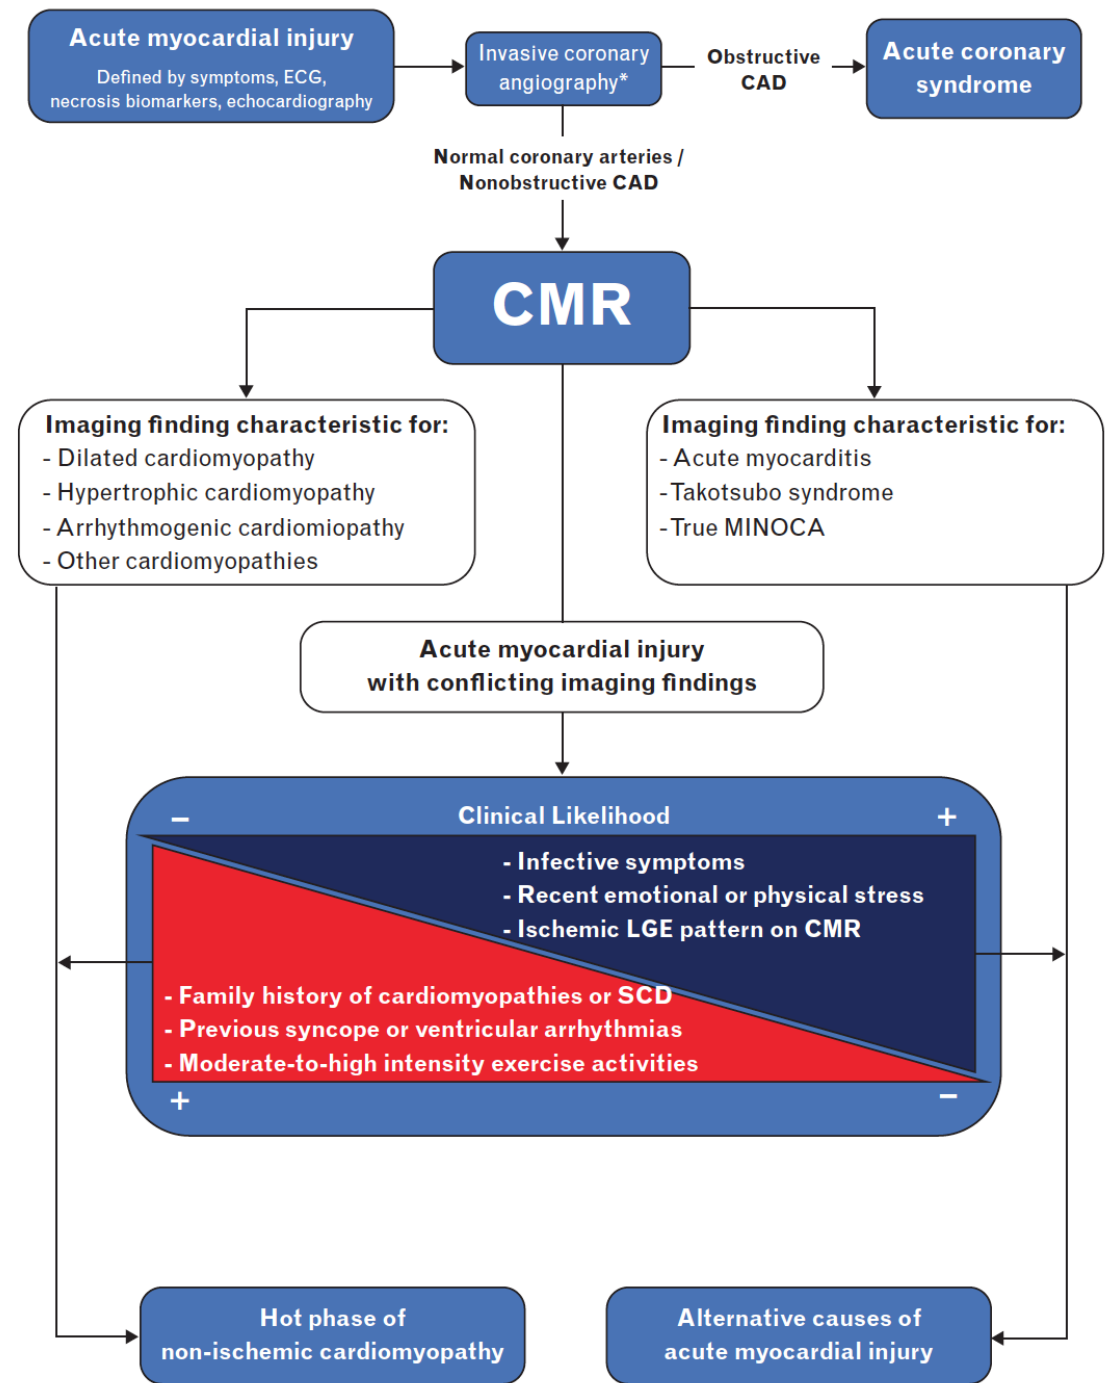 Acute myocardial injury
Defined by symptoms, ECG,
necrosis biomarkers, echocardiography
Invasive coronary
angiography*
Obstructive
CAD
Acute coronary
syndrome
Normal coronary arteries /
Nonobstructive CAD
CMR
Imaging finding characteristic for:
- Dilated cardiomyopathy
- Hypertrophic cardiomyopathy
- Arrhythmogenic cardiomiopathy
- Other cardiomyopathies
Imaging finding characteristic for:
- Acute myocarditis
- Takotsubo syndrome
- True MINOCA
Acute myocardial injury
with conflicting imaging findings
− Clinical Likelihood +
- Infective symptoms
- Recent emotional or physical stress
- Ischemic LGE pattern on CMR
- Family history of cardiomyopathies or SCD
- Previous syncope or ventricular arrhythmias
- Moderate-to-high intensity exercise activities
+ −
Hot phase of
non-ischemic cardiomyopathy
Alternative causes of
acute myocardial injury